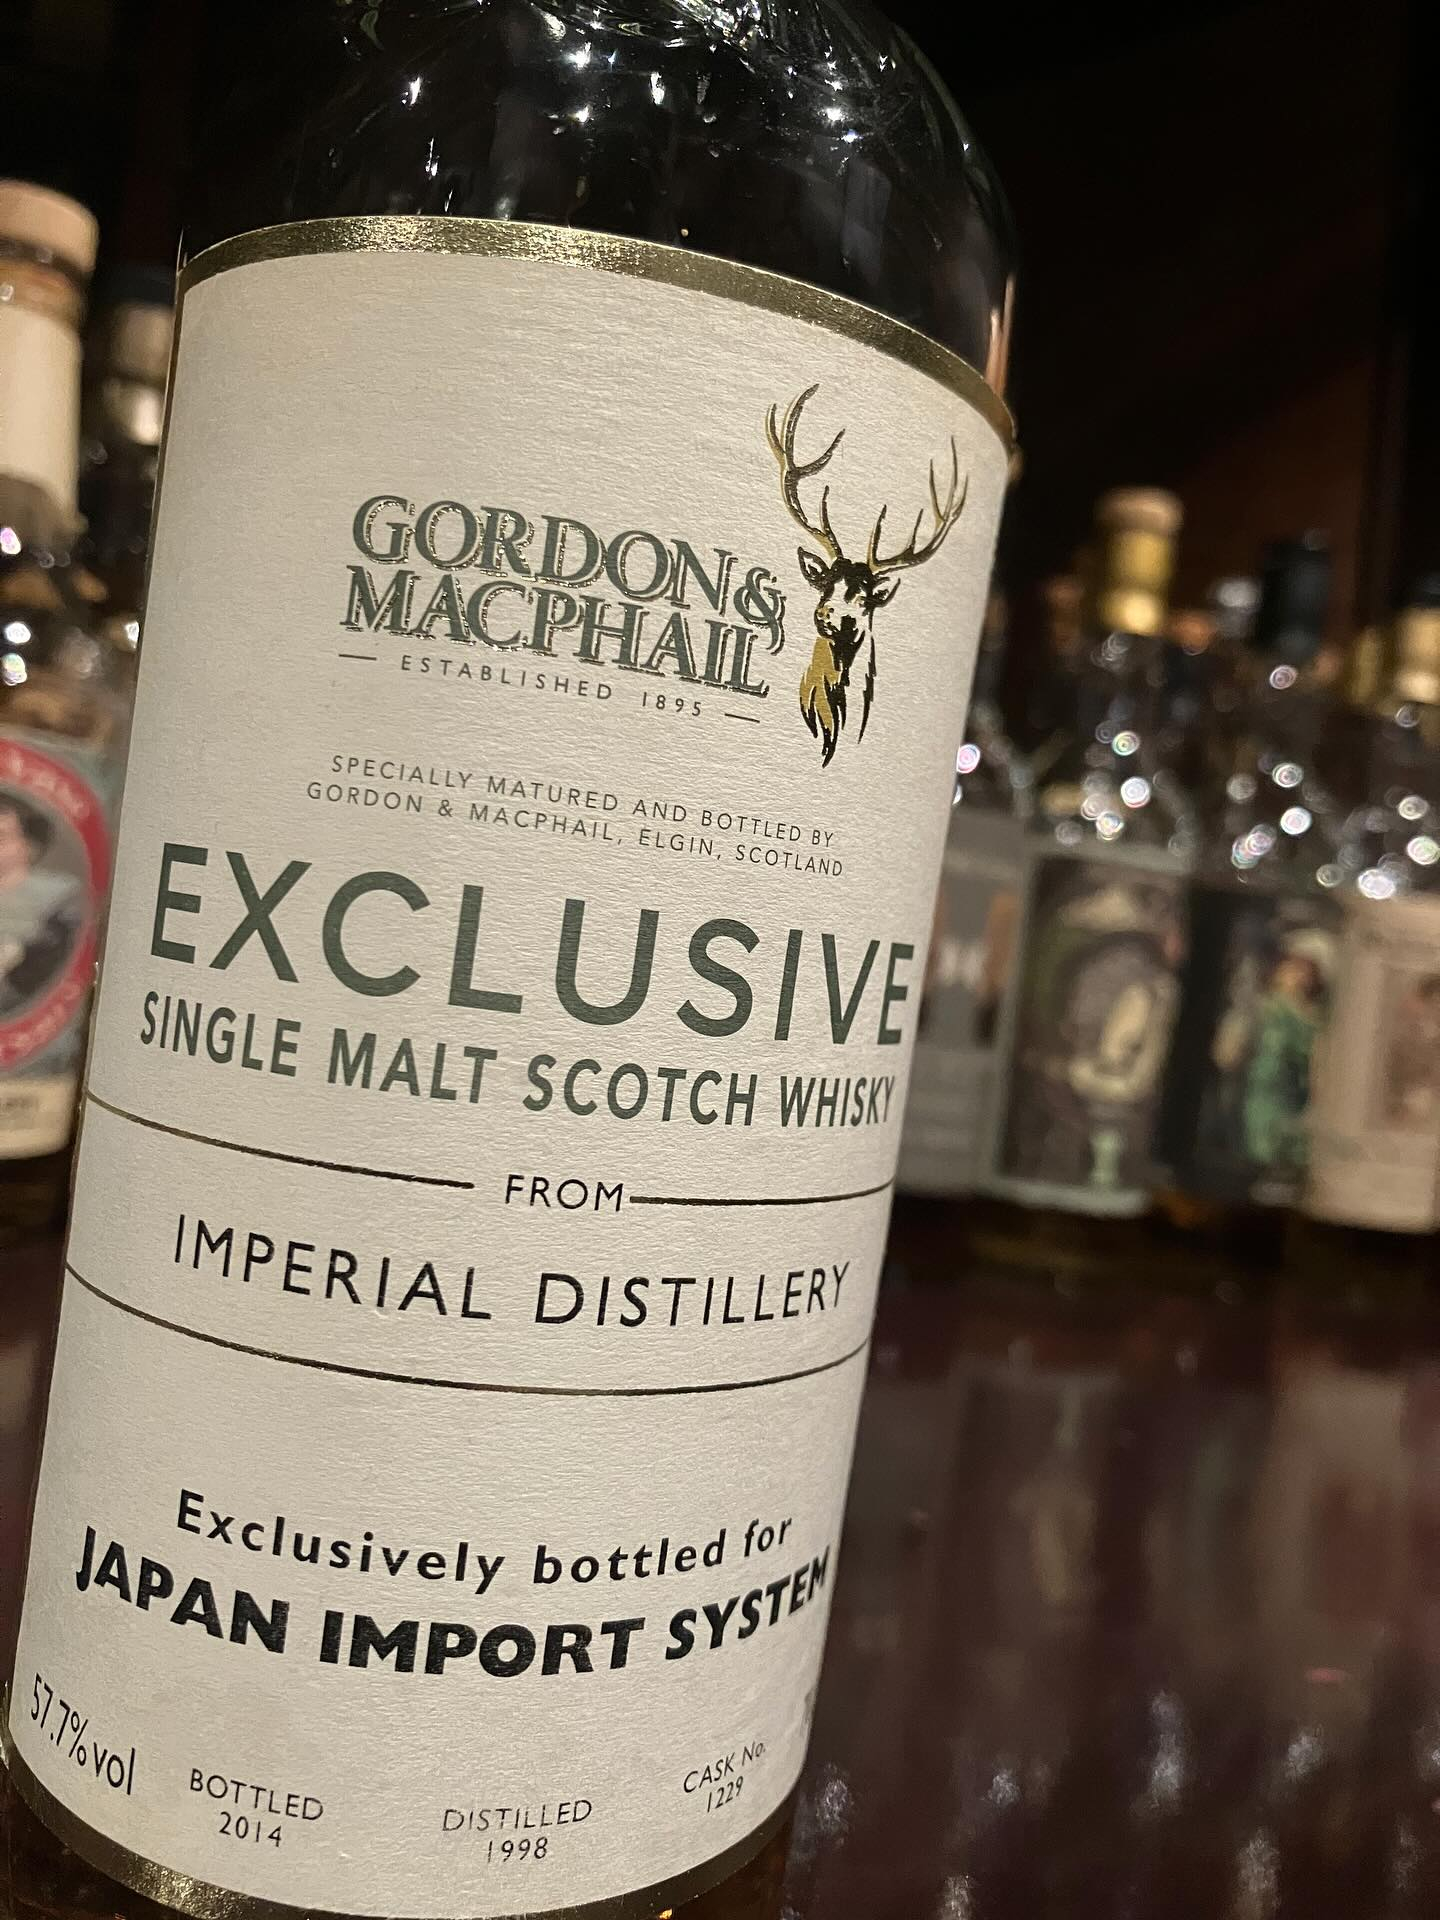 GORDON &
MACPHAIL
ESTABLISHED 1895
SPECIALLY MATURED AND BOTTLED BY
GORDON & MACPHAIL, ELGIN, SCOTLAND
EXCLUSIVE
SINGLE MALT SCOTCH WHISKY
FROM
IMPERIAL DISTILLERY
Exclusively bottled for
JAPAN IMPORT SYSTEM
57.7%vol
BOTTLED
2014
DISTILLED
1998
CASK No.
1229